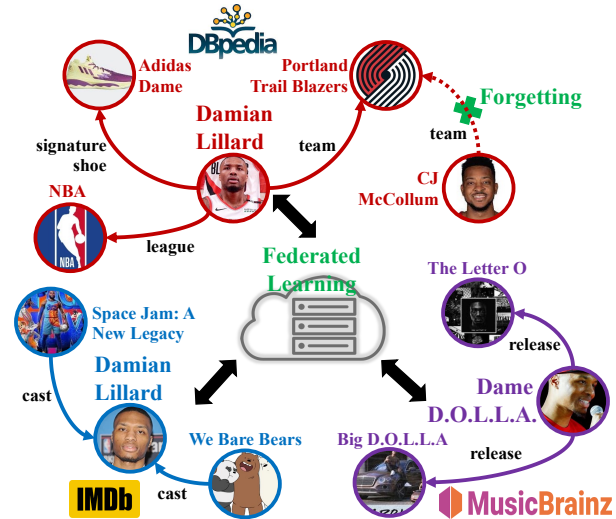 DBpedia
Adidas
Dame
Portland
Trail Blazers
Forgetting
Damian
Lillard
signature
shoe
team
team
CJ
McCollum
NBA
NBA
league
Federated
Learning
The Letter O
Space Jam: A
New Legacy
release
Damian
Lillard
Dame
D.O.L.L.A.
cast
We Bare Bears
Big D.O.L.L.A
release
cast
IMDb
MusicBrainz